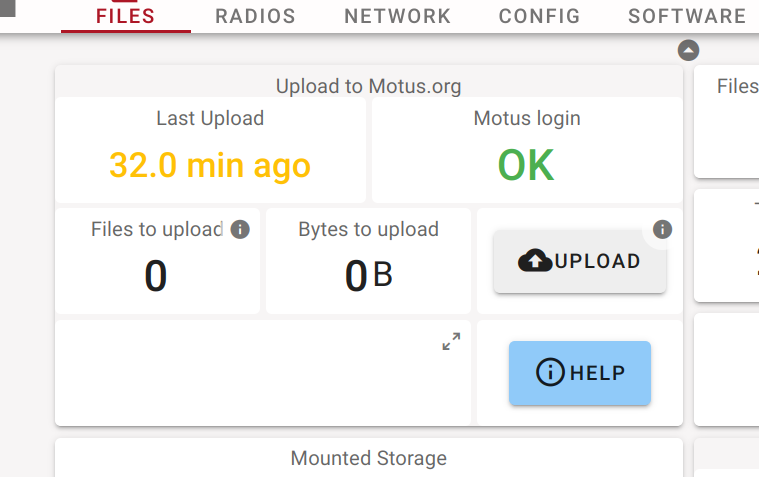 FILES RADIOS NETWORK CONFIG SOFTWARE
Upload to Motus.org
Files
Last Upload
Motus login
32.0 min ago
OK
Files to upload
Bytes to upload
0
0 B
UPLOAD
HELP
Mounted Storage